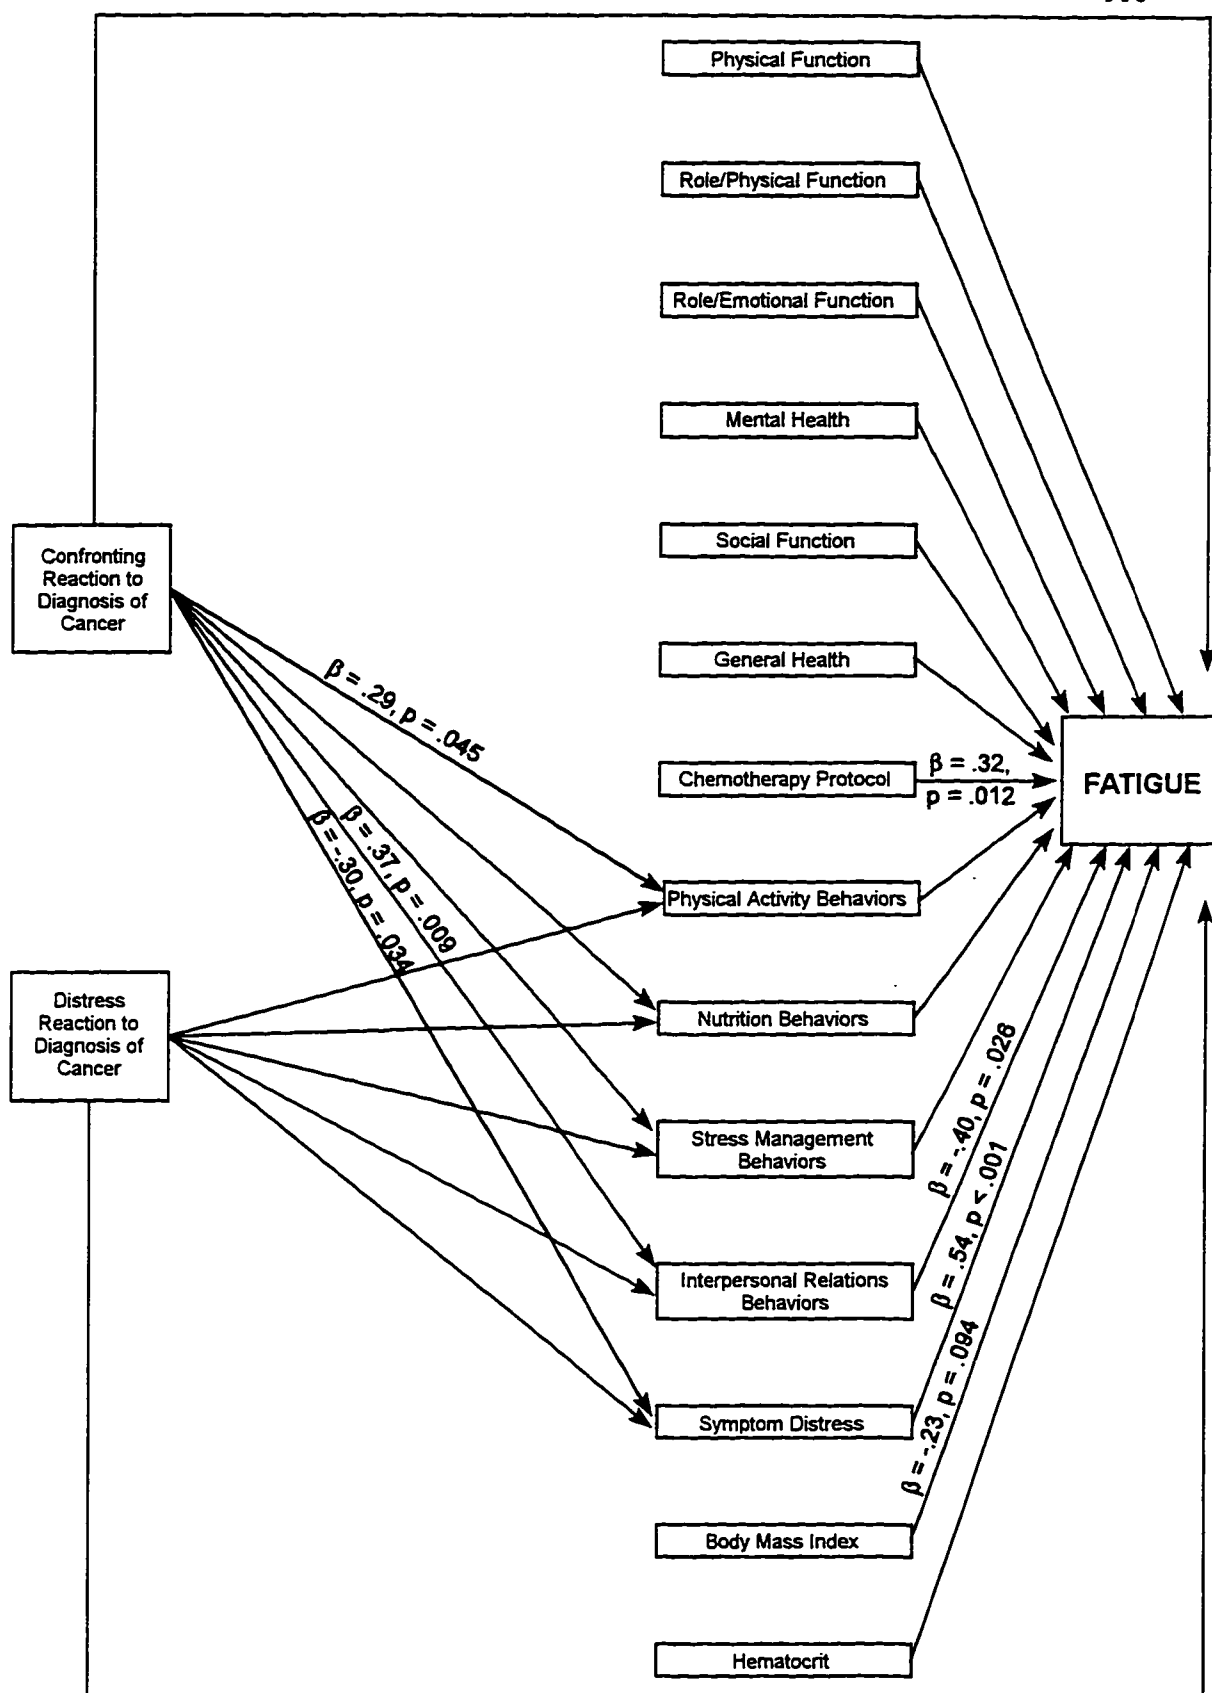 Physical Function
Role/Physical Function
Role/Emotional Function
Mental Health
Social Function
Confronting
Reaction to
Diagnosis of
Cancer
General Health
β = .29, p = .045
Chemotherapy Protocol
β = .32,
p = .012
FATIGUE
β = .37, p = .009
β = -.30, p = .034
Physical Activity Behaviors
Distress
Reaction to
Diagnosis of
Cancer
Nutrition Behaviors
Stress Management
Behaviors
β = -.40, p = .026
Interpersonal Relations
Behaviors
β = .54, p < .001
Symptom Distress
β = -.23, p = .094
Body Mass Index
Hematocrit